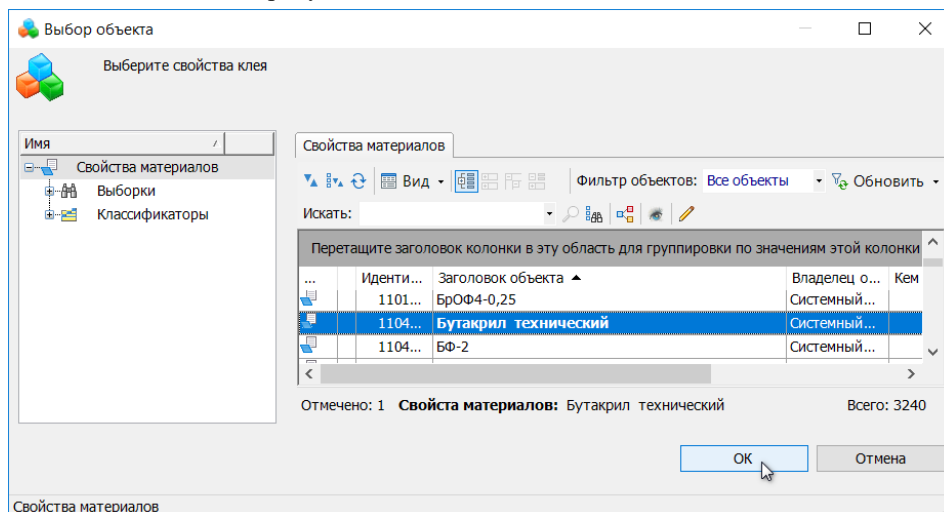 Выбор объекта
Выберите свойства клея
Имя
Свойства материалов
Выборки
Классификаторы
Свойства материалов
Вид
Фильтр объектов: Все объекты
Обновить
Искать:
Перетащите заголовок колонки в эту область для группировки по значениям этой колонки
... Иденти... Заголовок объекта Владелец о... Кем
1101... БрОФ4-0,25 Системный...
1104... Бутакрил технический Системный...
1104... БФ-2 Системный...
Отмечено: 1 Свойста материалов: Бутакрил технический Всего: 3240
ОК
Отмена
Свойства материалов